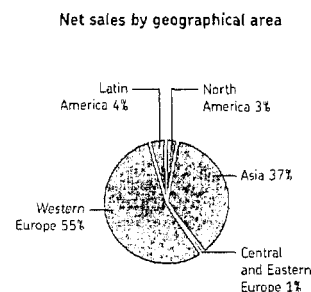 Net sales by geographical area
Latin
America 4%
North
America 3%
Asia 37%
Western
Europe 55%
Central
and Eastern
Europe 1%